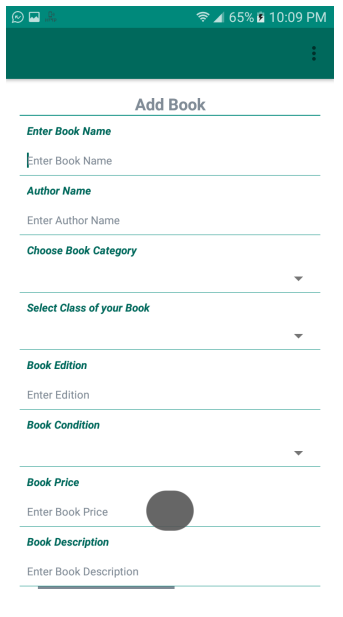 65% 10:09 PM
Add Book
Enter Book Name
Enter Book Name
Author Name
Enter Author Name
Choose Book Category
Select Class of your Book
Book Edition
Enter Edition
Book Condition
Book Price
Enter Book Price
Book Description
Enter Book Description